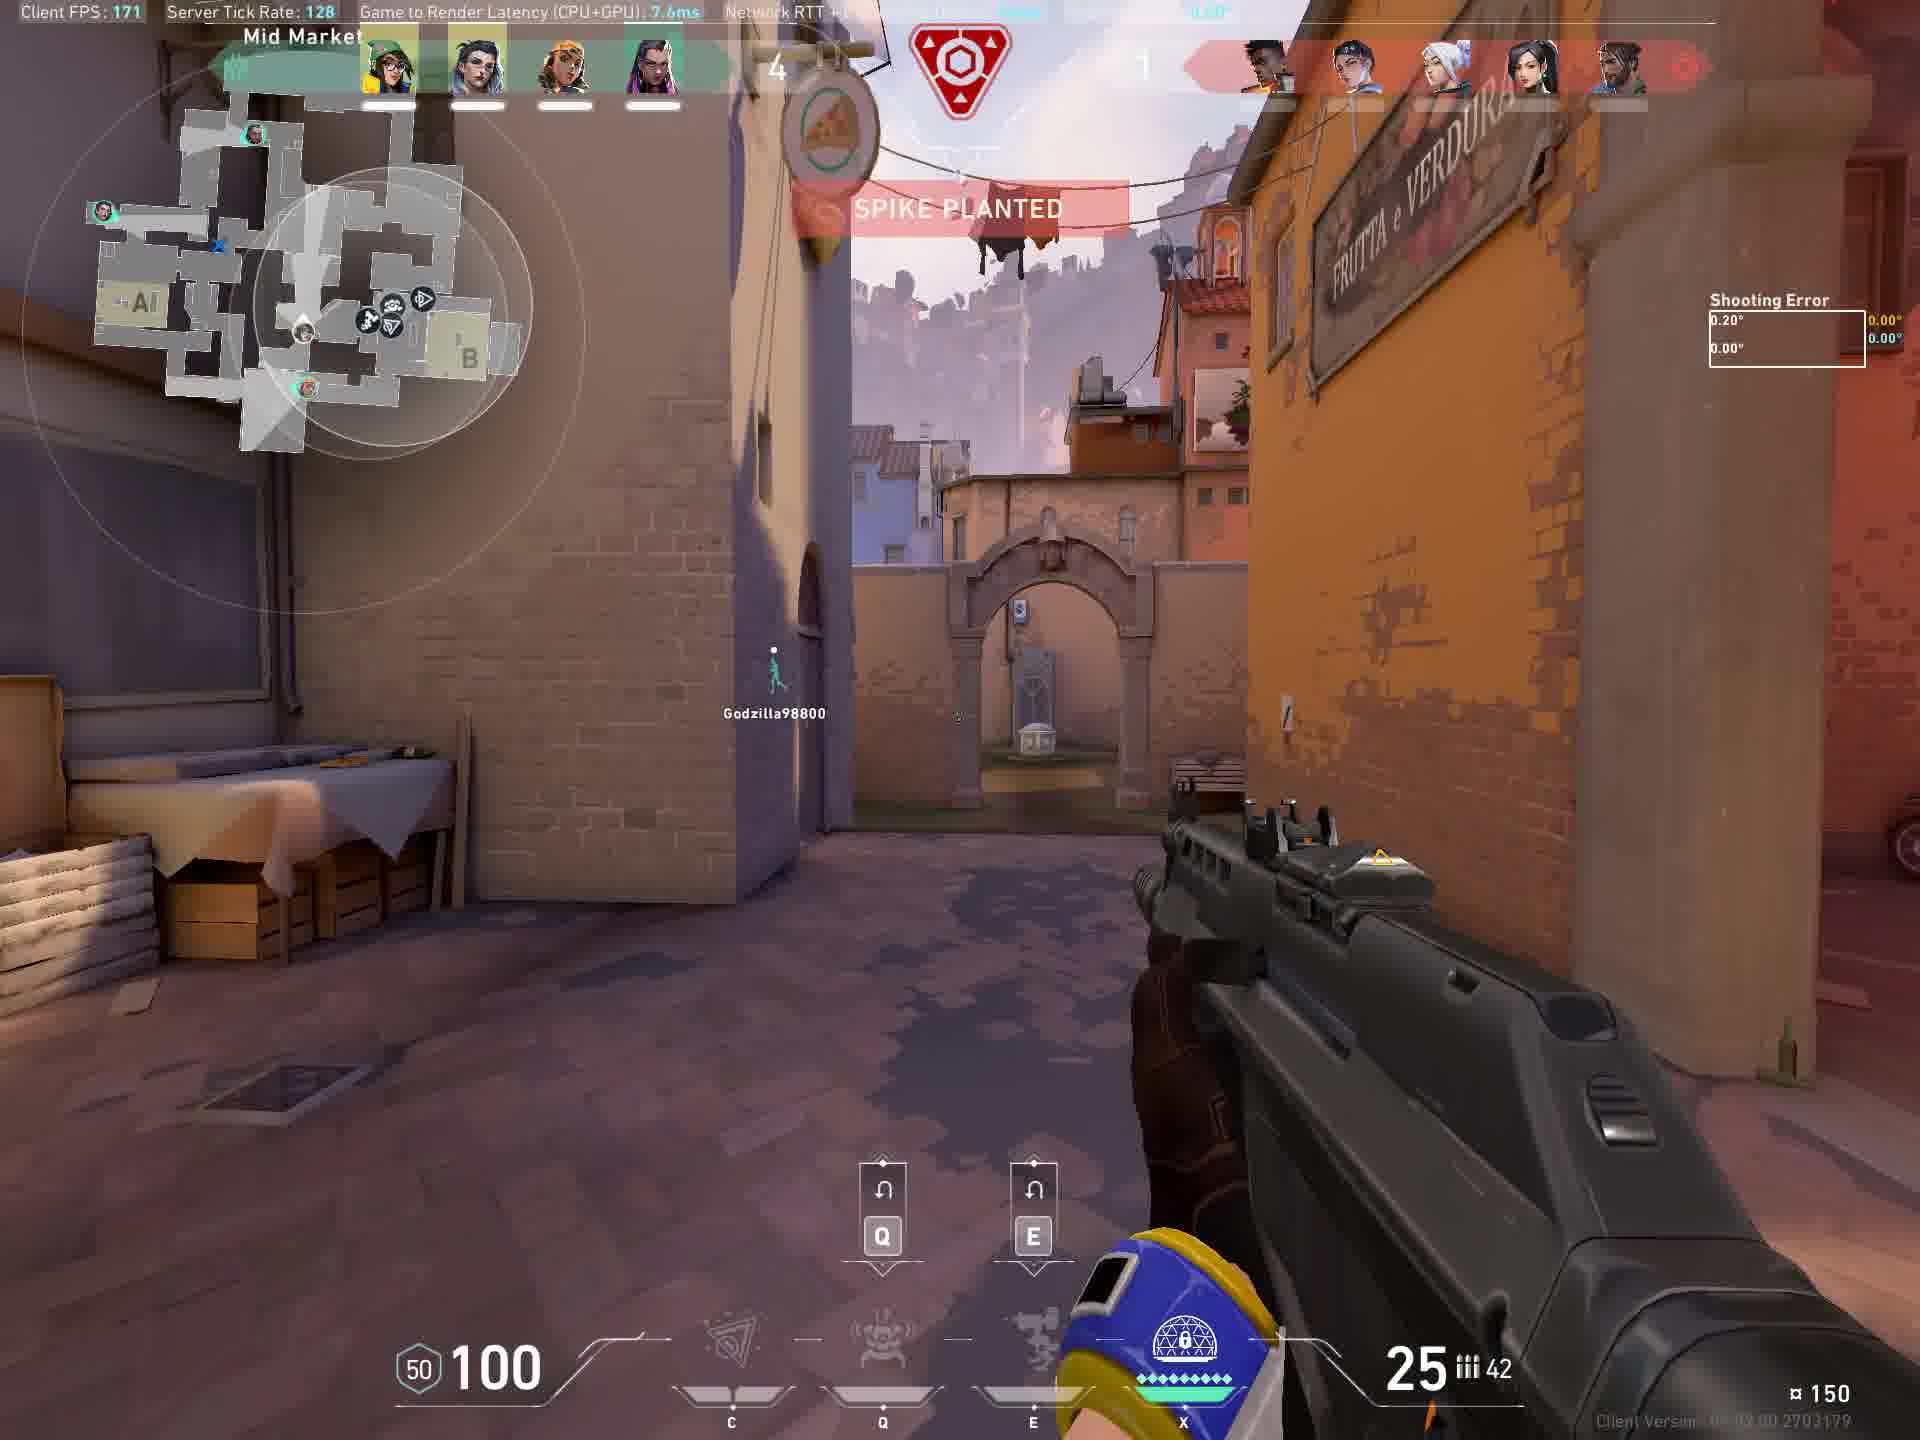 Client FPS: 171 Server Tick Rate: 128 Game to Render Latency (CPU+GPU): 7.6ms Network RTT
Mid Market
4
1
SPIKE PLANTED
FRUTTA e VERDURA
A
B
Shooting Error
0.20°
0.00°
0.00°
0.00°
Godzilla98800
Q
E
50 100
C
Q
E
X
25 42
150
Client Version